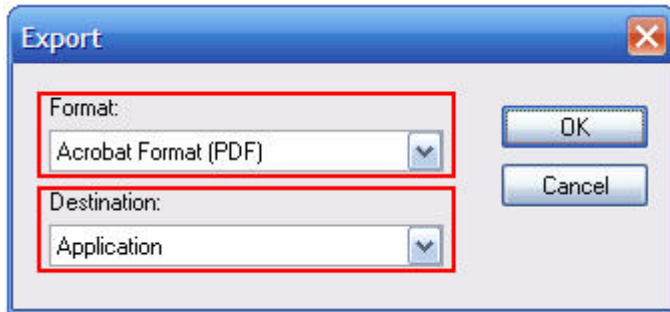 Export
Format:
Acrobat Format (PDF)
OK
Cancel
Destination:
Application